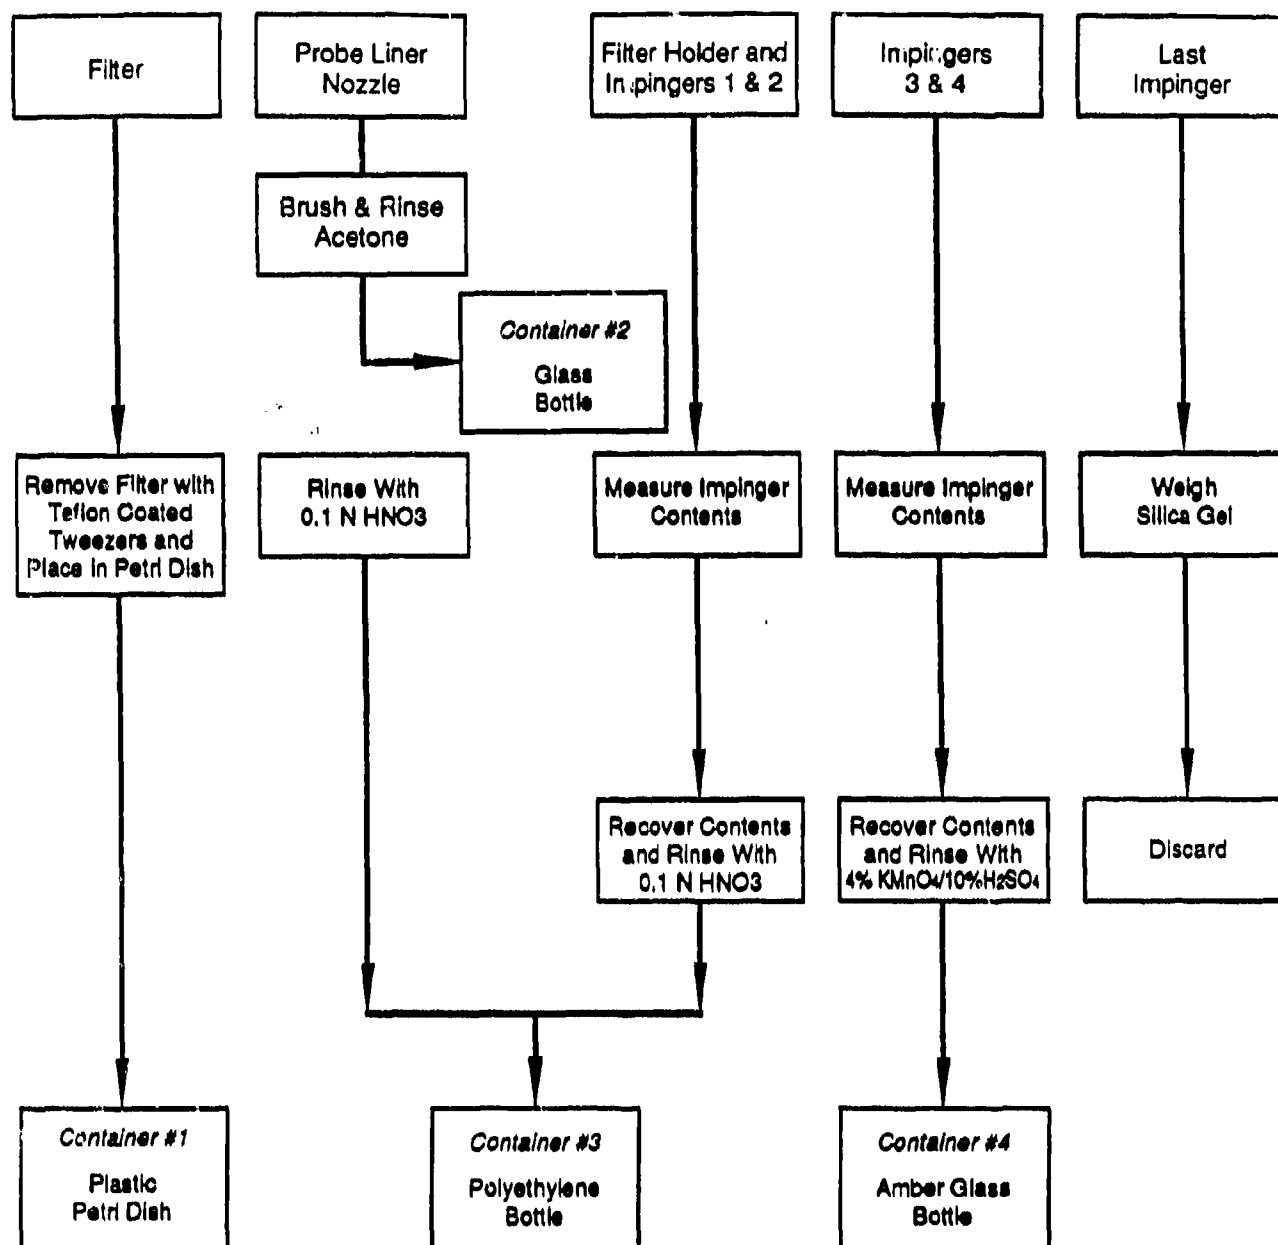 Filter
Probe Liner
Nozzle
Filter Holder and
Impingers 1 & 2
Impingers
3 & 4
Last
Impinger
Brush & Rinse
Acetone
Container #2
Glass
Bottle
Remove Filter with
Teflon Coated
Tweezers and
Place in Petri Dish
Rinse With
0.1 N HNO3
Measure Impinger
Contents
Measure Impinger
Contents
Weigh
Silica Gel
Recover Contents
and Rinse With
0.1 N HNO3
Recover Contents
and Rinse With
4% KMnO4/10%H2SO4
Discard
Container #1
Plastic
Petri Dish
Container #3
Polyethylene
Bottle
Container #4
Amber Glass
Bottle